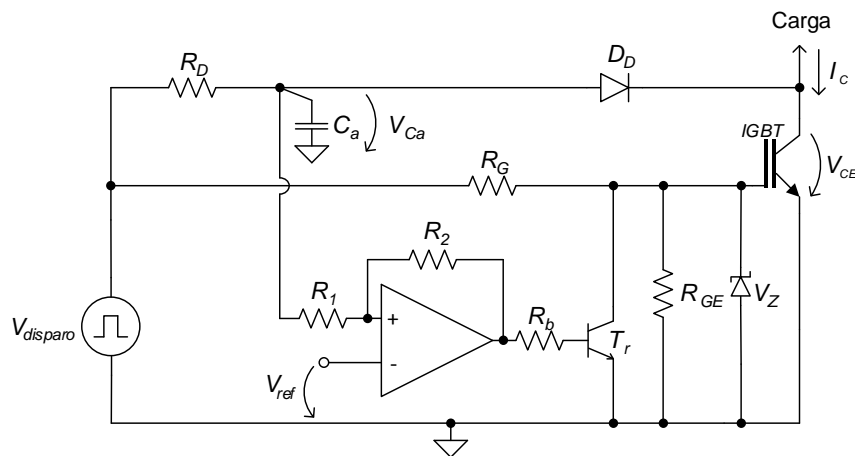 Carga
R_D
D_D
I_C
C_a
V_Ca
IGBT
V_CE
R_G
R_2
R_1
+
-
R_b
T_r
R_GE
V_Z
V_disparo
V_ref